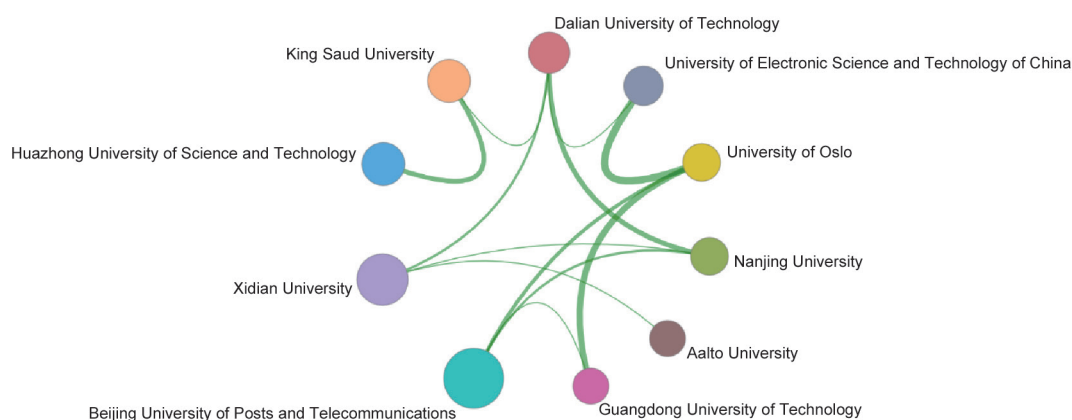 Dalian University of Technology
King Saud University
University of Electronic Science and Technology of China
Huazhong University of Science and Technology
University of Oslo
Nanjing University
Xidian University
Aalto University
Beijing University of Posts and Telecommunications
Guangdong University of Technology